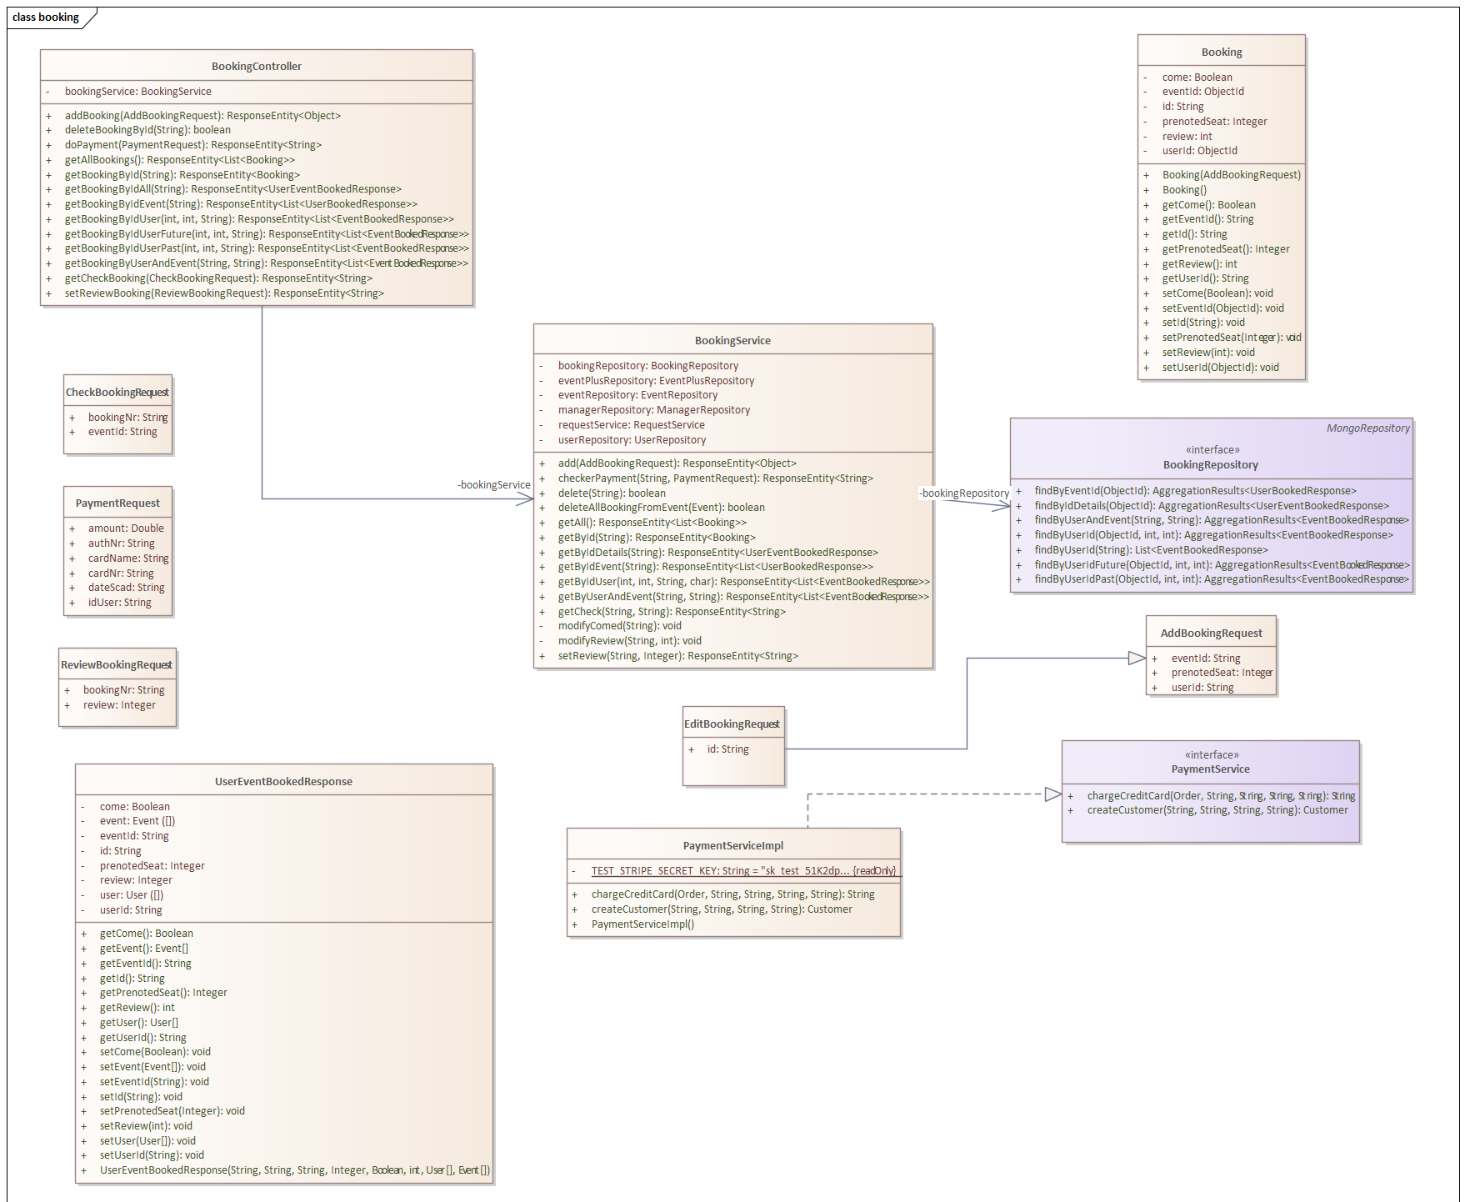 class booking
BookingController
- bookingService: BookingService
+ addBooking(AddBookingRequest): ResponseEntity<Object>
+ deleteBookingById(String): boolean
+ doPayment(PaymentRequest): ResponseEntity<String>
+ getAllBookings(): ResponseEntity<List<Booking>>
+ getBookingById(String): ResponseEntity<Booking>
+ getBookingByIdAll(String): ResponseEntity<UserEventBookedResponse>
+ getBookingByIdEvent(String): ResponseEntity<List<UserBookedResponse>>
+ getBookingByIdUser(int, int, String): ResponseEntity<List<EventBookedResponse>>
+ getBookingByIdUserFuture(int, int, String): ResponseEntity<List<EventBookedResponse>>
+ getBookingByIdUserPast(int, int, String): ResponseEntity<List<EventBookedResponse>>
+ getBookingByUserAndEvent(String, String): ResponseEntity<List<EventBookedResponse>>
+ getCheckBooking(CheckBookingRequest): ResponseEntity<String>
+ setReviewBooking(ReviewBookingRequest): ResponseEntity<String>
Booking
- come: Boolean
- eventId: ObjectId
- id: String
- prenotedSeat: Integer
- review: int
- userId: ObjectId
+ Booking(AddBookingRequest)
+ Booking()
+ getCome(): Boolean
+ getEventId(): String
+ getId(): String
+ getPrenotedSeat(): Integer
+ getReview(): int
+ getUserId(): String
+ setCome(Boolean): void
+ setEventId(ObjectId): void
+ setId(String): void
+ setPrenotedSeat(Integer): void
+ setReview(int): void
+ setUserId(ObjectId): void
CheckBookingRequest
+ bookingNr: String
+ eventId: String
PaymentRequest
+ amount: Double
+ authNr: String
+ cardName: String
+ cardNr: String
+ dateScad: String
+ idUser: String
ReviewBookingRequest
+ bookingNr: String
+ review: Integer
-bookingService
BookingService
- bookingRepository: BookingRepository
- eventPlusRepository: EventPlusRepository
- eventRepository: EventRepository
- managerRepository: ManagerRepository
- requestService: RequestService
- userRepository: UserRepository
+ add(AddBookingRequest): ResponseEntity<Object>
+ checkerPayment(String, PaymentRequest): ResponseEntity<String>
+ delete(String): boolean
+ deleteAllBookingFromEvent(Event): boolean
+ getAll(): ResponseEntity<List<Booking>>
+ getById(String): ResponseEntity<Booking>
+ getByIdDetails(String): ResponseEntity<UserEventBookedResponse>
+ getByIdEvent(String): ResponseEntity<List<UserBookedResponse>>
+ getByIdUser(int, int, String, char): ResponseEntity<List<EventBookedResponse>>
+ getByUserAndEvent(String, String): ResponseEntity<List<EventBookedResponse>>
+ getCheck(String, String): ResponseEntity<String>
- modifyComed(String): void
- modifyReview(String, int): void
+ setReview(String, Integer): ResponseEntity<String>
-bookingRepository
MongoRepository
«interface»
BookingRepository
+ findByEventId(ObjectId): AggregationResults<UserBookedResponse>
+ findByIdDetails(ObjectId): AggregationResults<UserEventBookedResponse>
+ findByUserAndEvent(String, String): AggregationResults<EventBookedResponse>
+ findByUserId(ObjectId, int, int): AggregationResults<EventBookedResponse>
+ findByUserId(String): List<EventBookedResponse>
+ findByUserIdFuture(ObjectId, int, int): AggregationResults<EventBookedResponse>
+ findByUserIdPast(ObjectId, int, int): AggregationResults<EventBookedResponse>
AddBookingRequest
+ eventId: String
+ prenotedSeat: Integer
+ userId: String
EditBookingRequest
+ id: String
«interface»
PaymentService
+ chargeCreditCard(Order, String, String, String, String): String
+ createCustomer(String, String, String, String): Customer
PaymentServiceImpl
- TEST_STRIPE_SECRET_KEY: String = "sk_test_51K2dp... {readOnly}
+ chargeCreditCard(Order, String, String, String, String): String
+ createCustomer(String, String, String, String): Customer
+ PaymentServiceImpl()
UserEventBookedResponse
- come: Boolean
- event: Event ([])
- eventId: String
- id: String
- prenotedSeat: Integer
- review: Integer
- user: User ([])
- userId: String
+ getCome(): Boolean
+ getEvent(): Event[]
+ getEventId(): String
+ getId(): String
+ getPrenotedSeat(): Integer
+ getReview(): int
+ getUser(): User[]
+ getUserId(): String
+ setCome(Boolean): void
+ setEvent(Event[]): void
+ setEventId(String): void
+ setId(String): void
+ setPrenotedSeat(Integer): void
+ setReview(int): void
+ setUser(User[]): void
+ setUserId(String): void
+ UserEventBookedResponse(String, String, String, Integer, Boolean, int, User[], Event[])